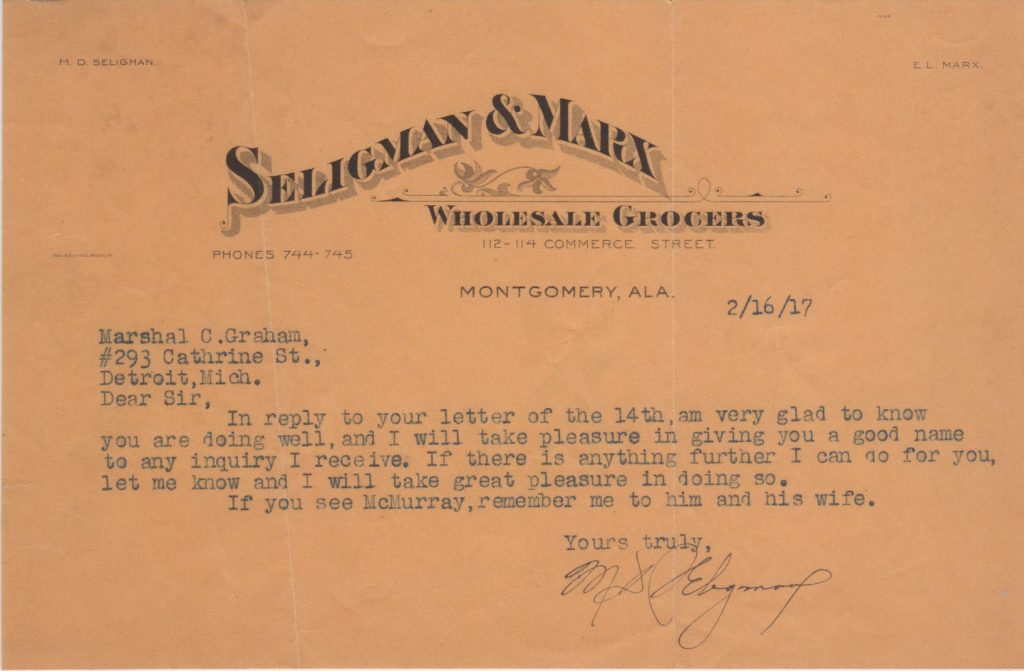 M. D. SELIGMAN.
E. L. MARX.
SELIGMAN & MARX
WHOLESALE GROCERS
112-114 COMMERCE STREET
PHONES 744-745
MONTGOMERY, ALA.
2/16/17
Marshal C.Graham,
#293 Cathrine St.,
Detroit,Mich.
Dear Sir,
In reply to your letter of the 14th,am very glad to know
you are doing well,and I will take pleasure in giving you a good name
to any inquiry I receive. If there is anything further I can do for you,
let me know and I will take great pleasure in doing so.
If you see McMurray,remember me to him and his wife.
Yours truly,
M D Seligman